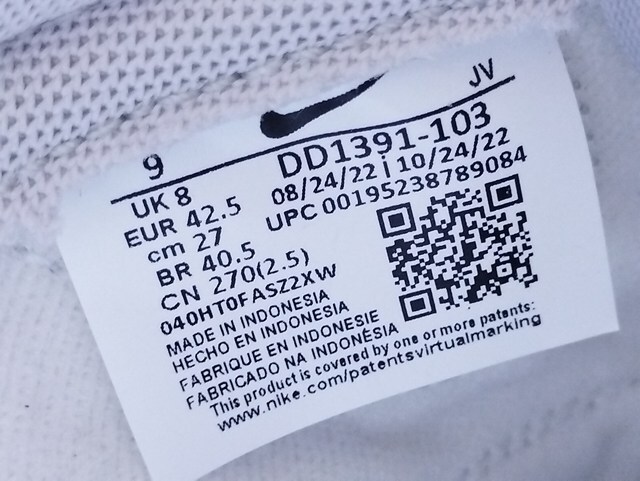 JV
9
DD1391-103
UK 8
08/24/22 | 10/24/22
EUR 42.5
UPC 00195238789084
cm 27
BR 40.5
CN 270(2.5)
040HT0FASZ2XW
MADE IN INDONESIA
HECHO EN INDONESIA
FABRIQUE EN INDONESIE
FABRICADO NA INDONÉSIA
This product is covered by one or more patents:
www.nike.com/patentsvirtualmarking